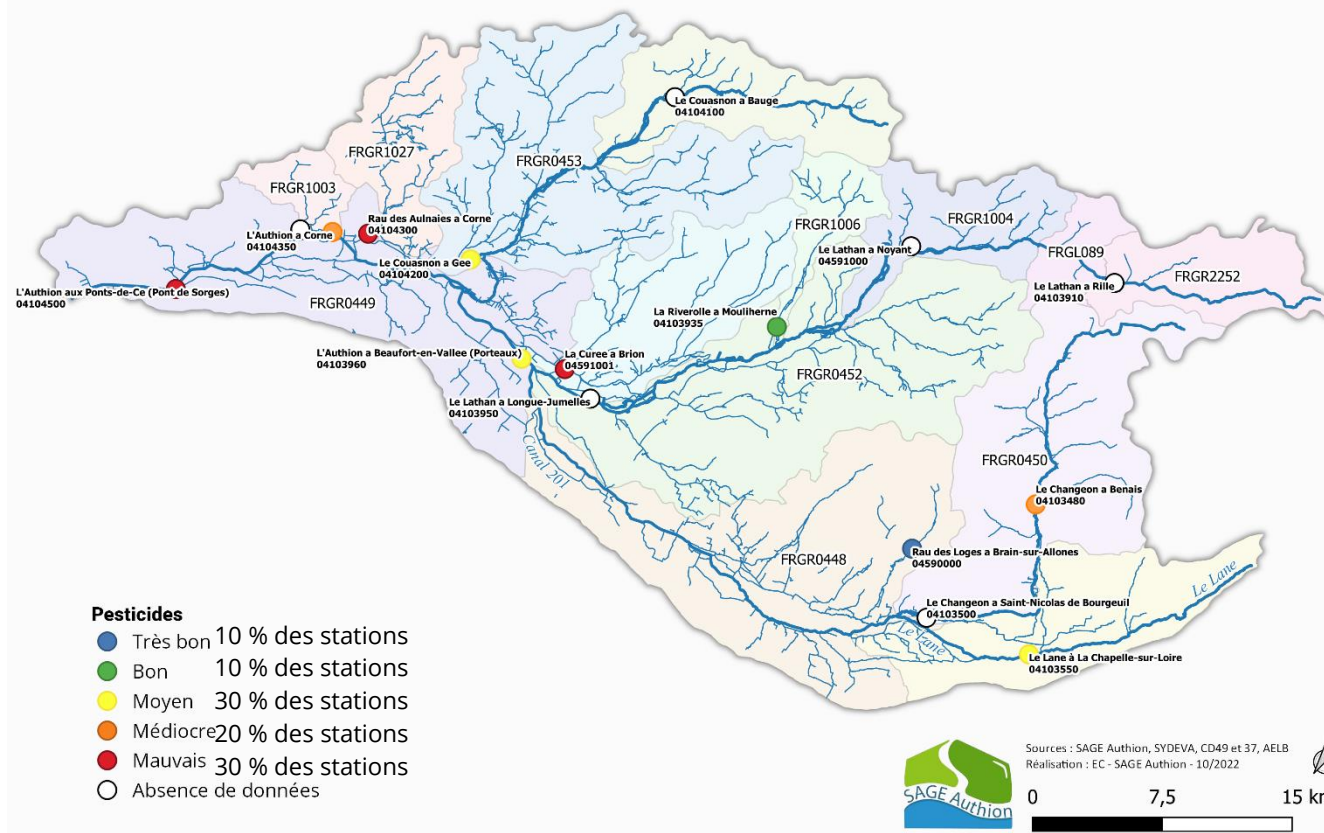 Le Couasnon a Bauge
04104100
FRGR1027
FRGR0453
FRGR1003
Rau des Aulnaies a Corne
04104300
L'Authion a Corne
04104350
FRGR1006
FRGR1004
Le Lathan a Noyant
04591000
Le Couasnon a Gee
04104200
FRGL089
FRGR2252
Le Lathan a Rille
04103910
L'Authion aux Ponts-de-Ce (Pont de Sorges)
04104500
FRGR0449
La Riverolle a Mouliherne
04103935
L'Authion a Beaufort-en-Vallee (Porteaux)
04103960
La Curee a Brion
04591001
FRGR0452
Le Lathan a Longue-Jumelles
04103950
Canal 201
FRGR0450
Le Changeon a Benais
04103480
FRGR0448
Rau des Loges a Brain-sur-Allones
04590000
Le Lane
Le Changeon a Saint-Nicolas de Bourgeuil
04103500
Le Lane
Le Lane à La Chapelle-sur-Loire
04103550
Pesticides
Très bon 10 % des stations
Bon 10 % des stations
Moyen 30 % des stations
Médiocre 20 % des stations
Mauvais 30 % des stations
Absence de données
SAGE Authion
Sources : SAGE Authion, SYDEVA, CD49 et 37, AELB
Réalisation : EC - SAGE Authion - 10/2022
0 7,5 15 km